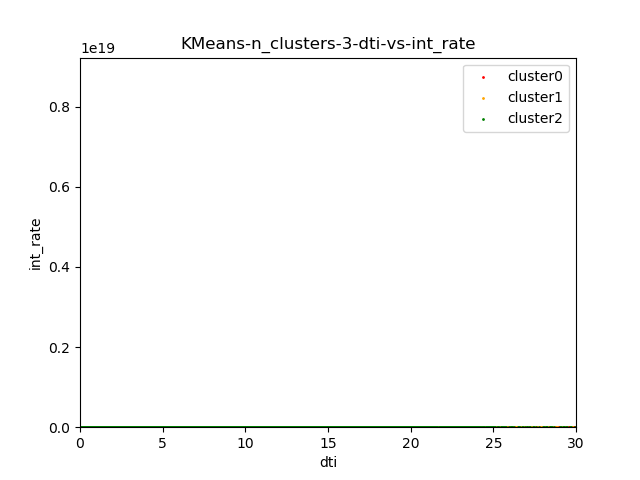 KMeans-n_clusters-3-dti-vs-int_rate
1e19
cluster0
cluster1
cluster2
0.8
0.6
0.4
0.2
0.0
int_rate
0
5
10
15
20
25
30
dti